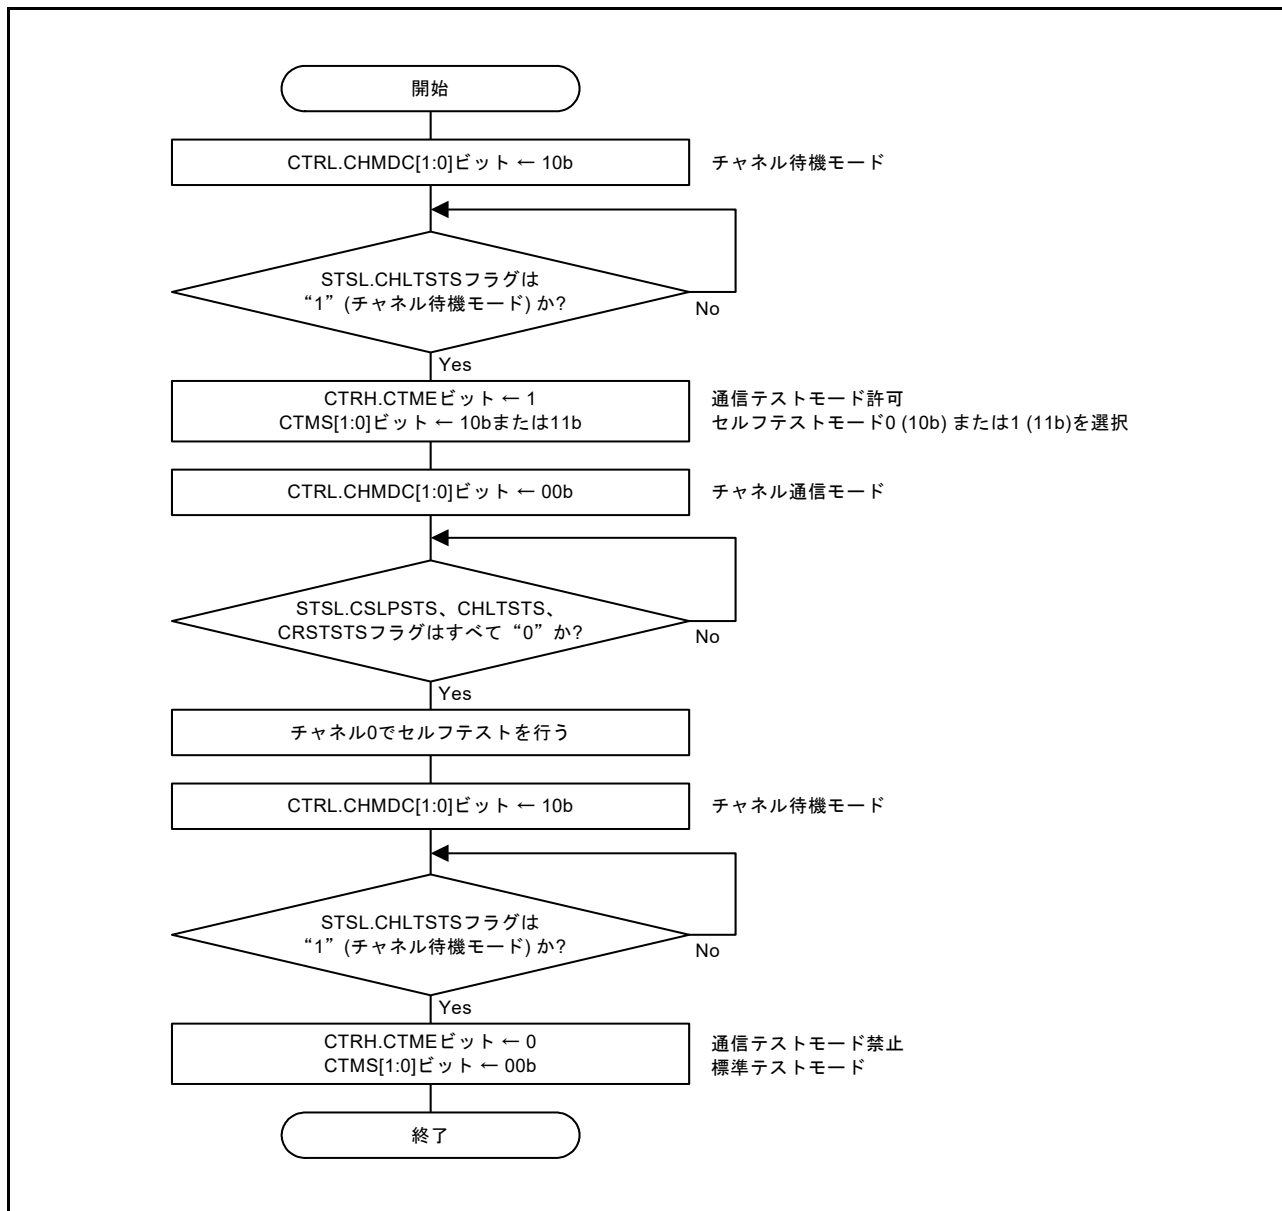 開始
CTRL.CHMDC[1:0]ビット ← 10b
チャネル待機モード
STSL.CHLTSTSフラグは
“1”(チャネル待機モード) か?
No
Yes
CTRH.CTMEビット ← 1
CTMS[1:0]ビット ← 10bまたは11b
通信テストモード許可
セルフテストモード0 (10b) または1 (11b)を選択
CTRL.CHMDC[1:0]ビット ← 00b
チャネル通信モード
STSL.CSLPSTS、CHLTSTS、
CRSTSTSフラグはすべて“0”か?
No
Yes
チャネル0でセルフテストを行う
CTRL.CHMDC[1:0]ビット ← 10b
チャネル待機モード
STSL.CHLTSTSフラグは
“1”(チャネル待機モード) か?
No
Yes
CTRH.CTMEビット ← 0
CTMS[1:0]ビット ← 00b
通信テストモード禁止
標準テストモード
終了